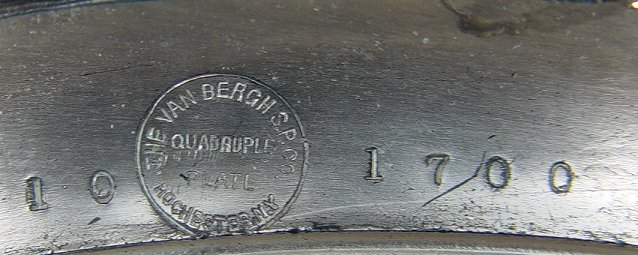 THE VAN BERGH S.P.CO.
QUADRUPLE
PLATE
ROCHESTER.N.Y.
10
1700